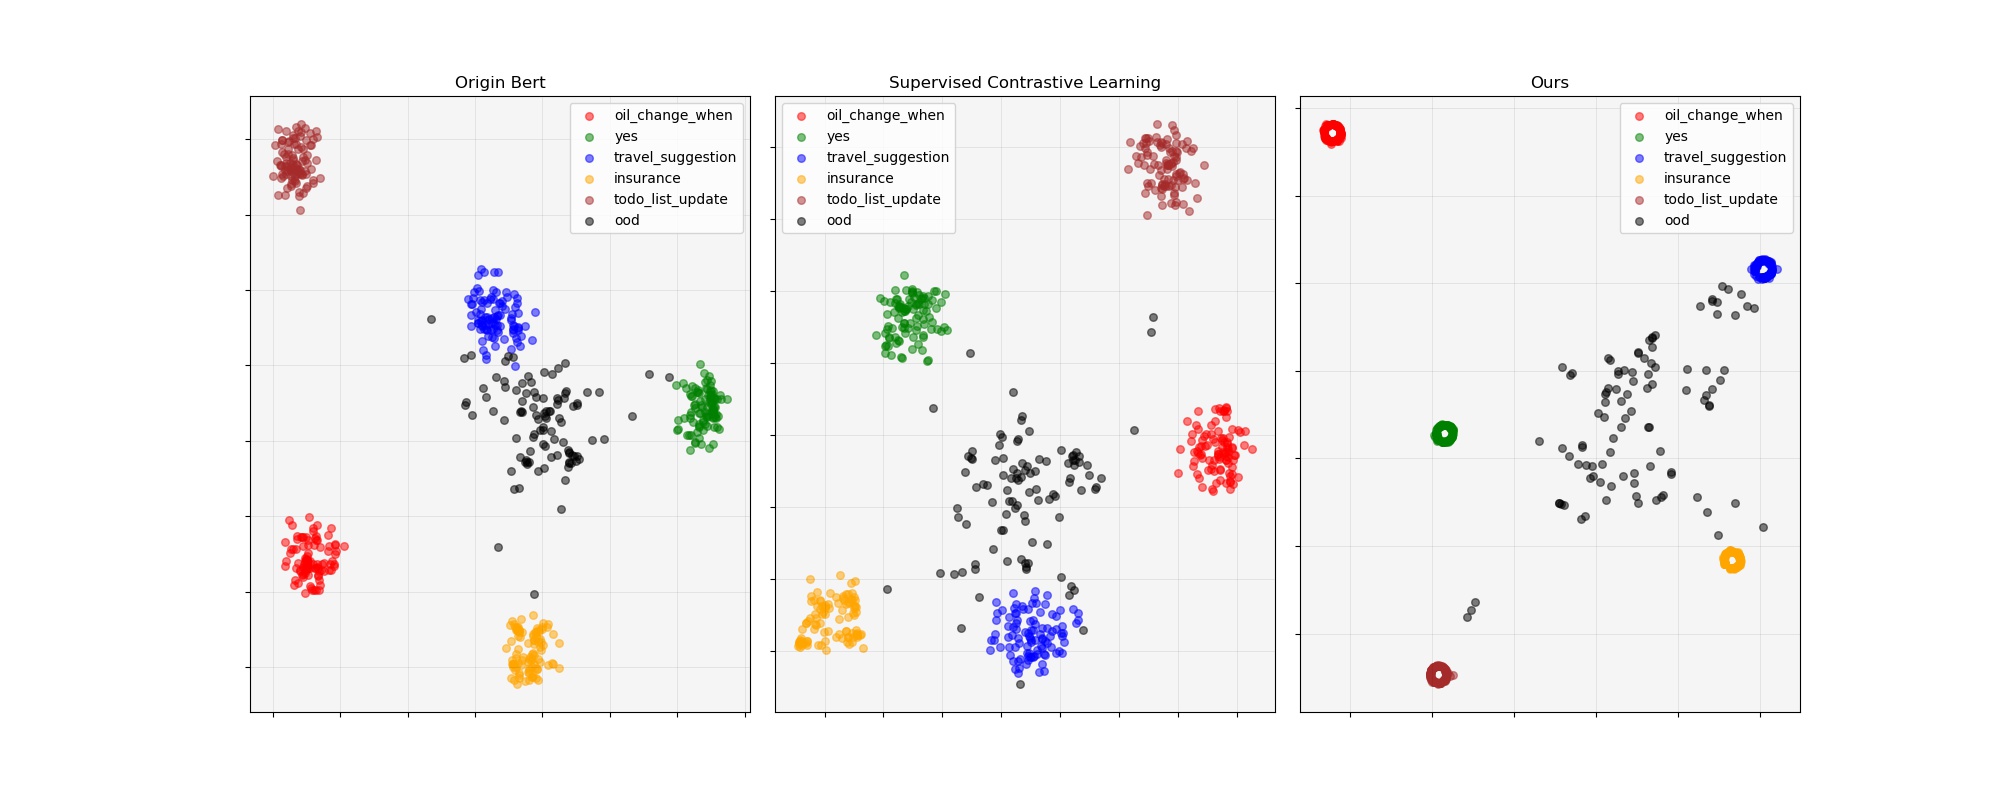 Origin Bert
oil_change_when
yes
travel_suggestion
insurance
todo_list_update
ood
Supervised Contrastive Learning
oil_change_when
yes
travel_suggestion
insurance
todo_list_update
ood
Ours
oil_change_when
yes
travel_suggestion
insurance
todo_list_update
ood